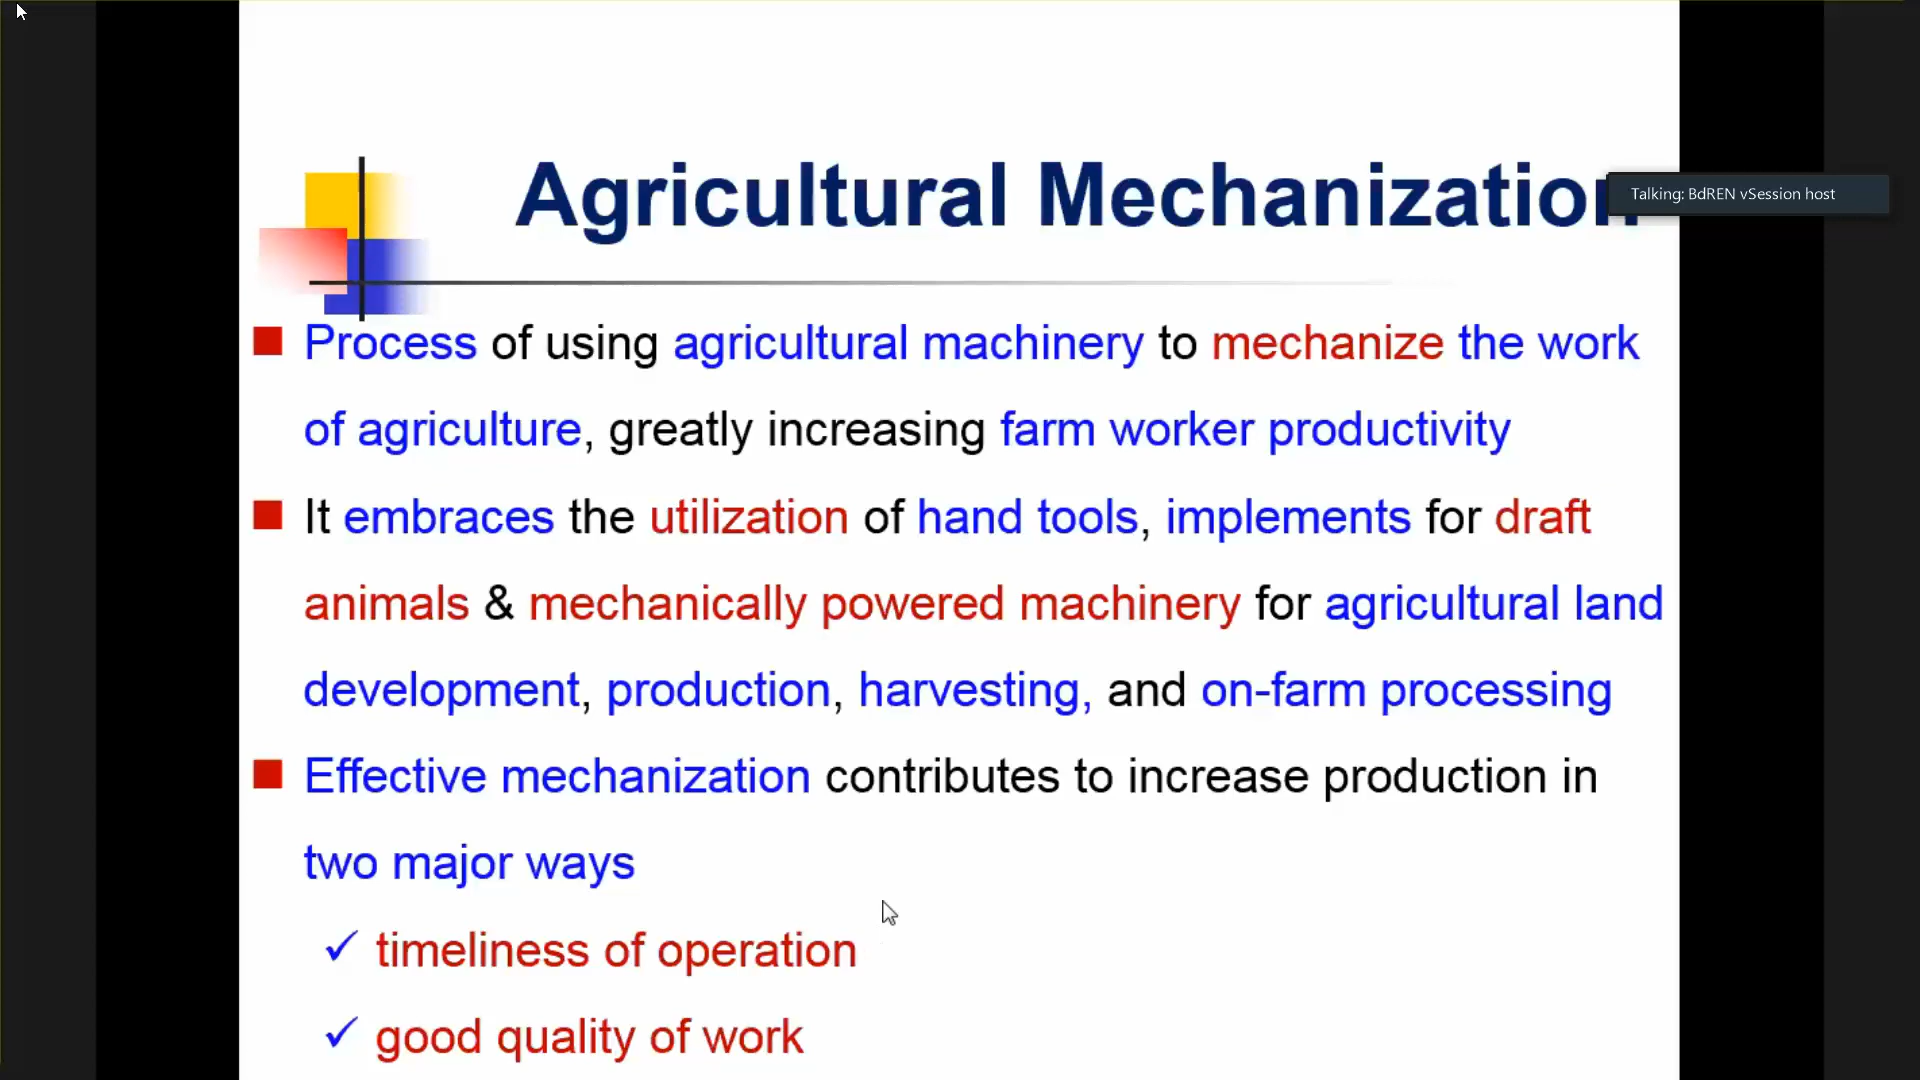 Agricultural Mechanization
Talking: BdREN vSession host
Process of using agricultural machinery to mechanize the work
of agriculture, greatly increasing farm worker productivity
It embraces the utilization of hand tools, implements for draft
animals & mechanically powered machinery for agricultural land
development, production, harvesting, and on-farm processing
Effective mechanization contributes to increase production in
two major ways
✓ timeliness of operation
✓ good quality of work